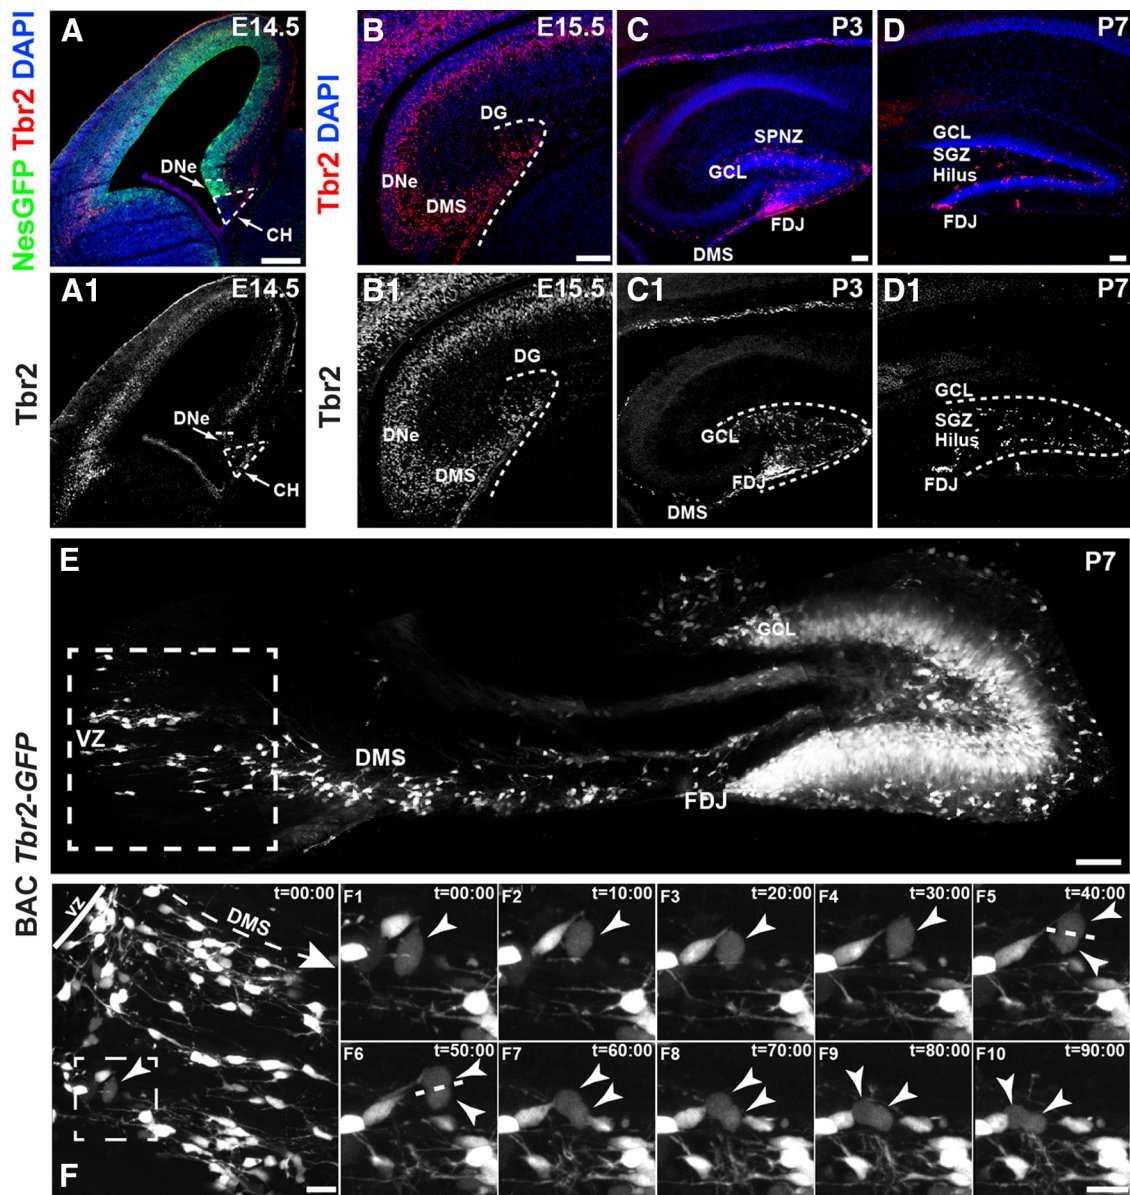 NesGFP Tbr2 DAPI
A
E14.5
DNe
CH
Tbr2 DAPI
B
E15.5
DG
DNe
DMS
C
P3
SPNZ
GCL
FDJ
DMS
D
P7
GCL
SGZ
Hilus
FDJ
Tbr2
A1
E14.5
DNe
CH
Tbr2
B1
E15.5
DG
DNe
DMS
C1
P3
GCL
FDJ
DMS
D1
P7
GCL
SGZ
Hilus
FDJ
BAC Tbr2-GFP
E
P7
GCL
VZ
DMS
FDJ
F
t=00:00
VZ
DMS
F1
t=00:00
F2
t=10:00
F3
t=20:00
F4
t=30:00
F5
t=40:00
F6
t=50:00
F7
t=60:00
F8
t=70:00
F9
t=80:00
F10
t=90:00